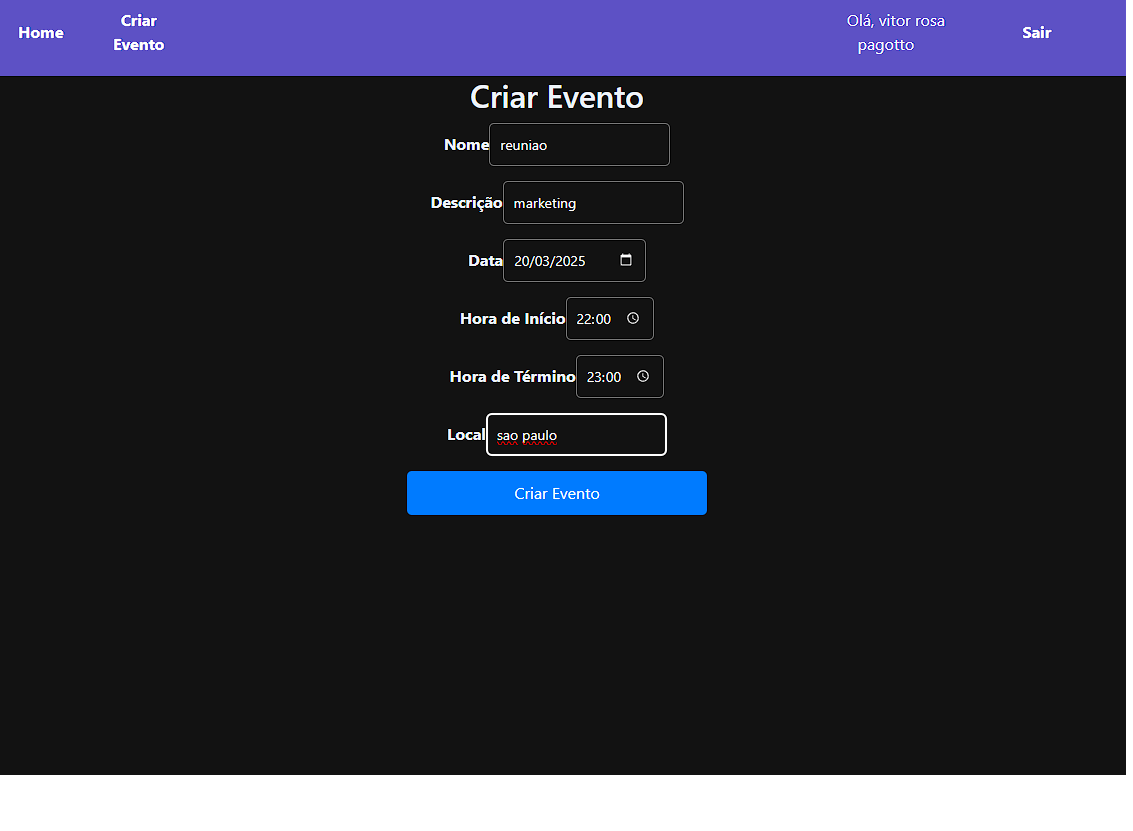 Home
Criar
Evento
Olá, vitor rosa
pagotto
Sair
Criar Evento
Nome reuniao
Descrição marketing
Data 20/03/2025
Hora de Início 22:00
Hora de Término 23:00
Local sao paulo
Criar Evento